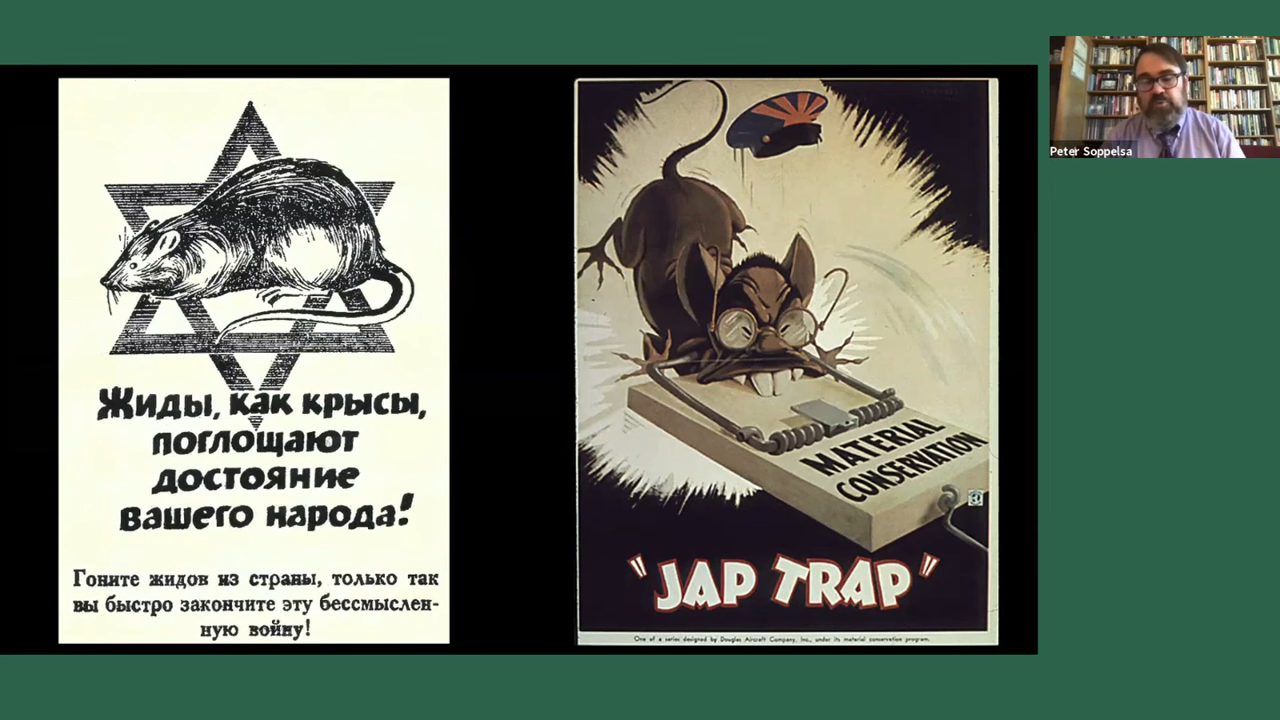 Жиды, как крысы,
поглощают
достояние
вашего народа!
Гоните жидов из страны, только так
вы быстро закончите эту бессмыслен-
ную войну!
MATERIAL
CONSERVATION
"JAP TRAP"
One of a series designed by Douglas Aircraft Company, Inc., under its material conservation program.
Peter Soppelsa